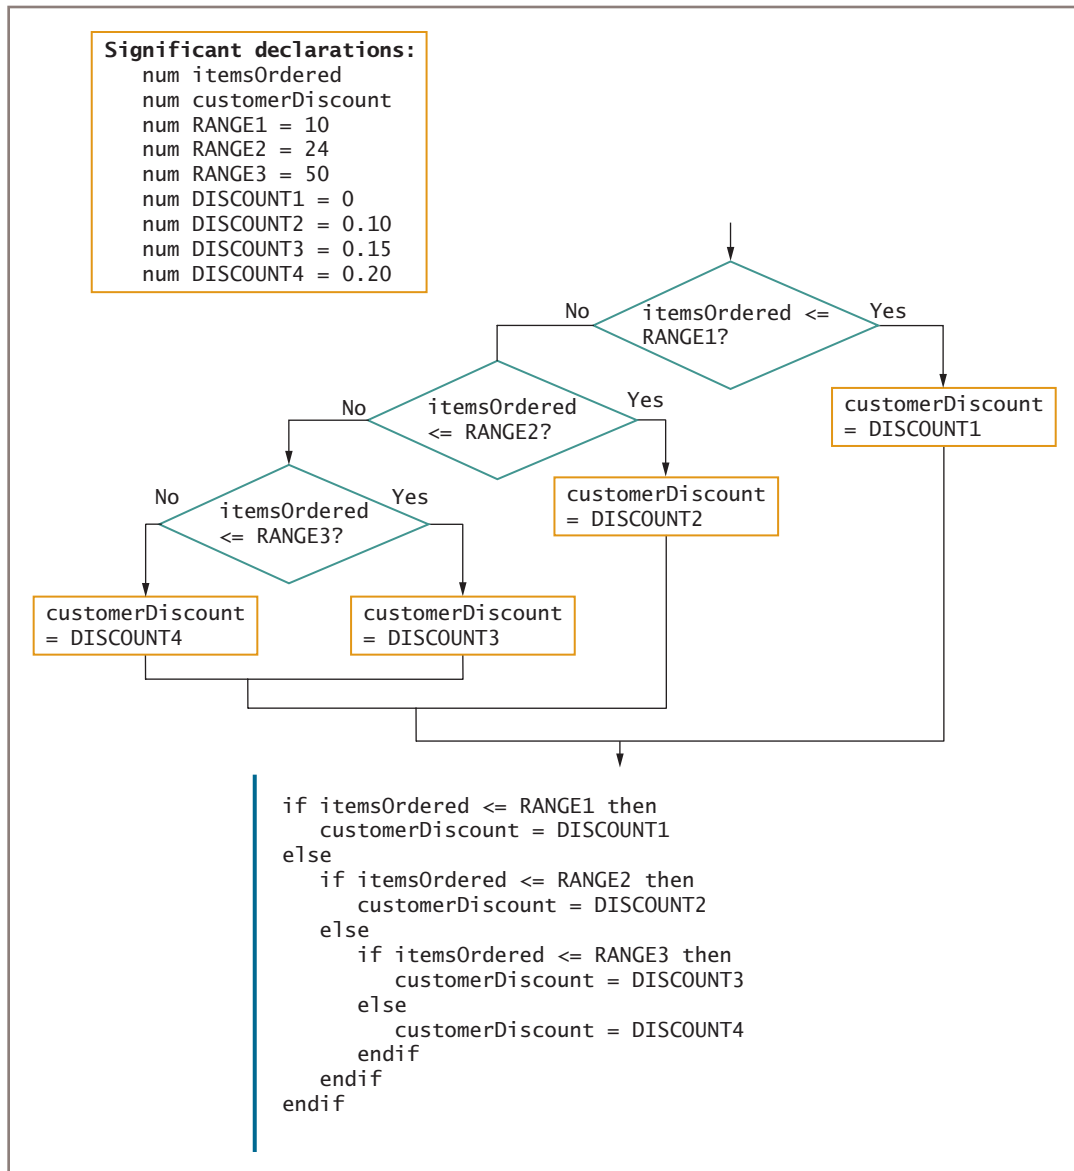 Significant declarations:
num itemsOrdered
num customerDiscount
num RANGE1 = 10
num RANGE2 = 24
num RANGE3 = 50
num DISCOUNT1 = 0
num DISCOUNT2 = 0.10
num DISCOUNT3 = 0.15
num DISCOUNT4 = 0.20
No
itemsOrdered <=
RANGE1?
Yes
customerDiscount
= DISCOUNT1
No
itemsOrdered
<= RANGE2?
Yes
customerDiscount
= DISCOUNT2
No
itemsOrdered
<= RANGE3?
Yes
customerDiscount
= DISCOUNT4
customerDiscount
= DISCOUNT3
if itemsOrdered <= RANGE1 then
customerDiscount = DISCOUNT1
else
if itemsOrdered <= RANGE2 then
customerDiscount = DISCOUNT2
else
if itemsOrdered <= RANGE3 then
customerDiscount = DISCOUNT3
else
customerDiscount = DISCOUNT4
endif
endif
endif